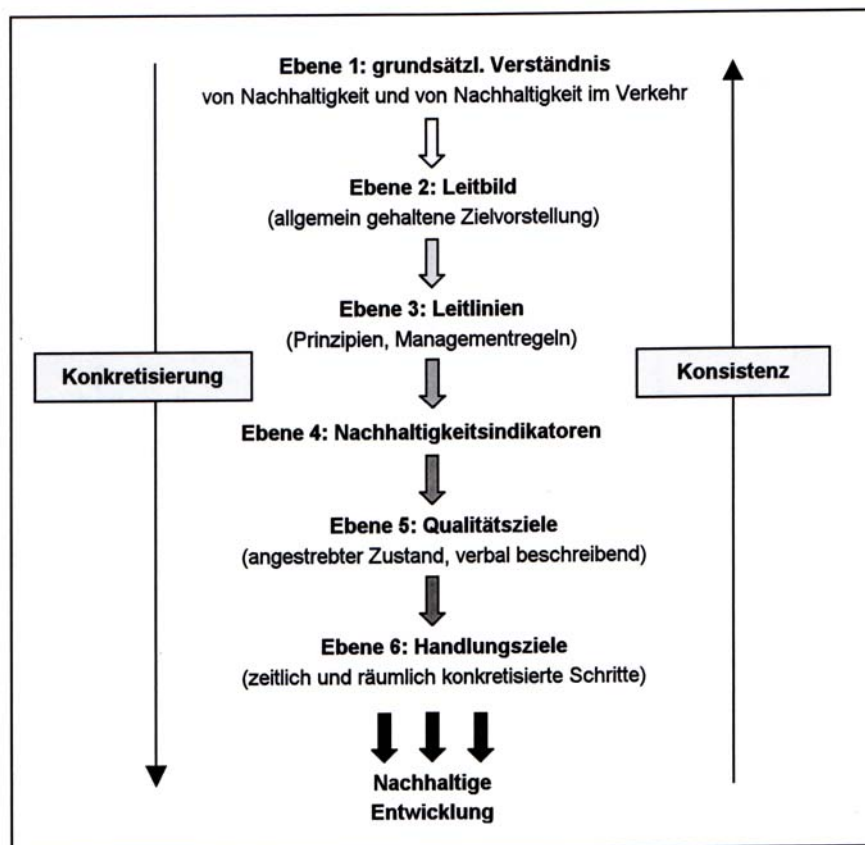 Ebene 1: grundsätzl. Verständnis
von Nachhaltigkeit und von Nachhaltigkeit im Verkehr
Ebene 2: Leitbild
(allgemein gehaltene Zielvorstellung)
Ebene 3: Leitlinien
(Prinzipien, Managementregeln)
Konkretisierung
Konsistenz
Ebene 4: Nachhaltigkeitsindikatoren
Ebene 5: Qualitätsziele
(angestrebter Zustand, verbal beschreibend)
Ebene 6: Handlungsziele
(zeitlich und räumlich konkretisierte Schritte)
Nachhaltige
Entwicklung